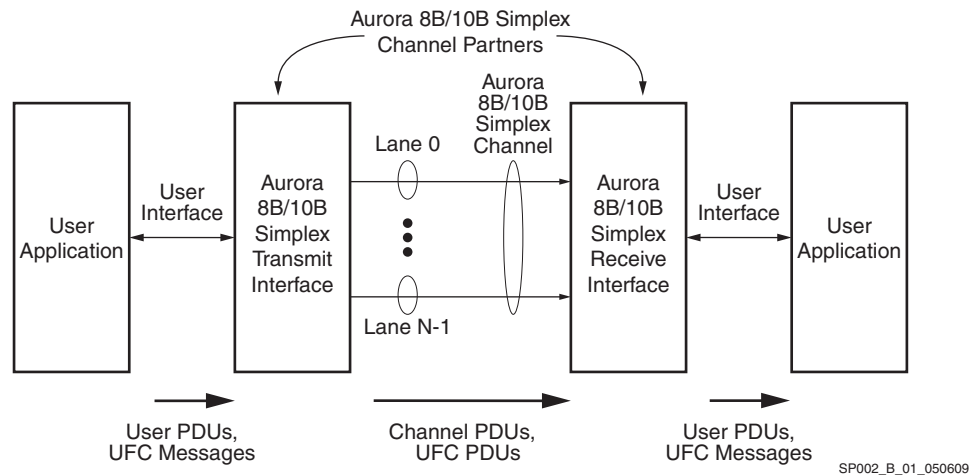 Aurora 8B/10B Simplex
Channel Partners
Aurora
8B/10B
Simplex
Channel
Lane 0
User
Application
User
Interface
Aurora
8B/10B
Simplex
Transmit
Interface
Aurora
8B/10B
Simplex
Receive
Interface
User
Interface
User
Application
Lane N-1
User PDUs,
UFC Messages
Channel PDUs,
UFC PDUs
User PDUs,
UFC Messages
SP002_B_01_050609